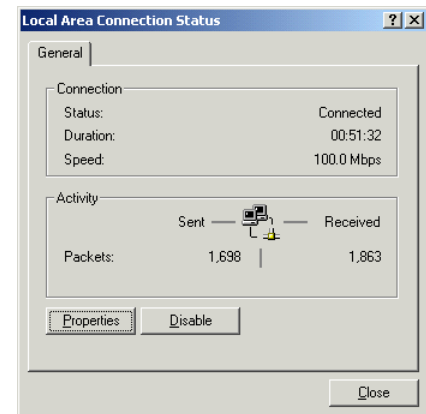 Local Area Connection Status
General
Connection
Status: Connected
Duration: 00:51:32
Speed: 100.0 Mbps
Activity
Sent Received
Packets: 1,698 1,863
Properties Disable
Close